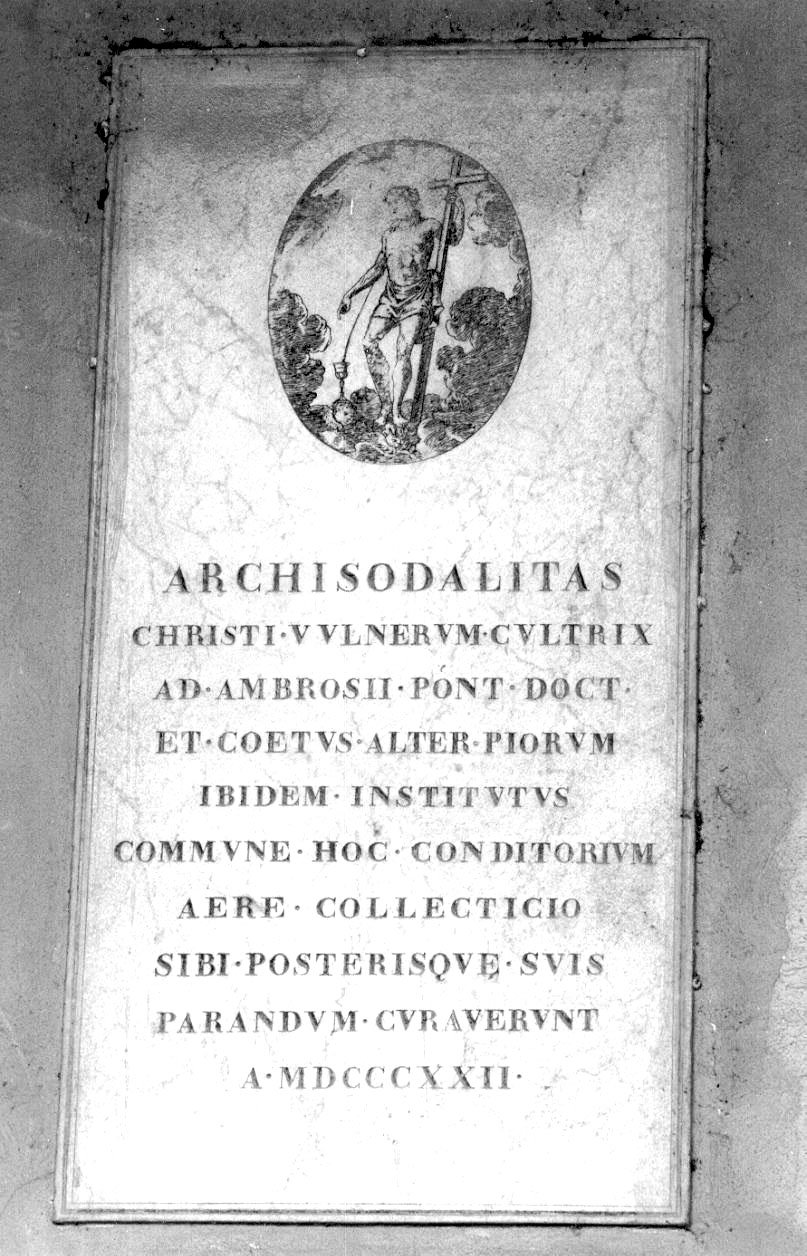 ARCHISODALITAS
CHRISTI·VVLNERVM·CVLTRIX
AD·AMBROSII·PONT·DOCT·
ET·COETVS·ALTER·PIORVM
IBIDEM·INSTITVTVS
COMMVNE·HOC·CONDITORIVM
AERE·COLLECTICIO
SIBI·POSTERISQVE·SVIS
PARANDVM·CVRAVERVNT
A·MDCCCXXII·